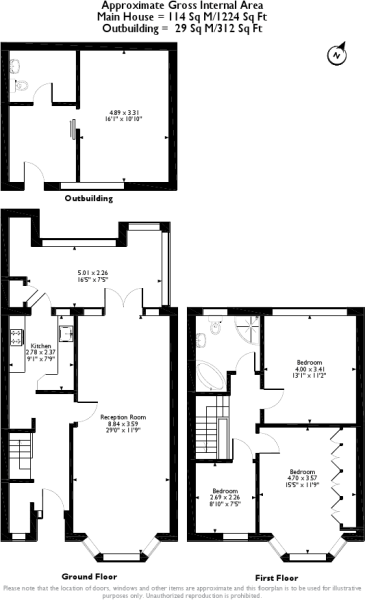 Approximate Gross Internal Area
Main House = 114 Sq M/1224 Sq Ft
Outbuilding = 29 Sq M/312 Sq Ft
4.89 x 3.31
16'1" x 10'10"
Outbuilding
5.01 x 2.26
16'5" x 7'5"
Kitchen
2.78 x 2.37
9'1" x 7'9"
Reception Room
8.84 x 3.59
29'0" x 11'9"
Ground Floor
Bedroom
4.00 x 3.41
13'1" x 11'2"
Bedroom
4.70 x 3.57
15'5" x 11'9"
Bedroom
2.69 x 2.26
8'10" x 7'5"
First Floor
Please note that the location of doors, windows and other items are approximate and this floorplan is to be used for illustrative
purposes only. Unauthorized reproduction is prohibited.